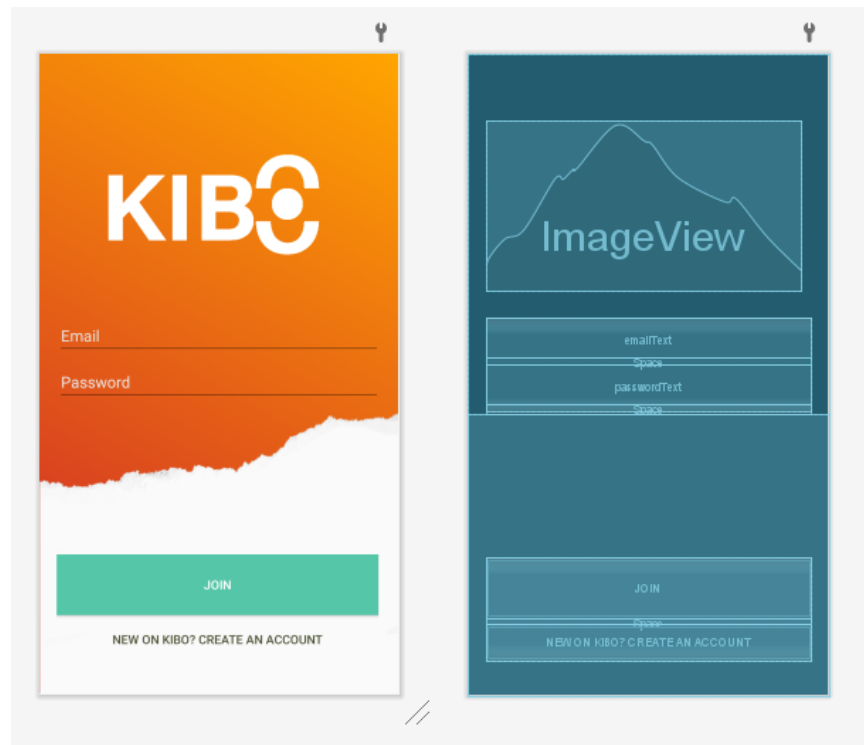 KIBO
Email
Password
JOIN
NEW ON KIBO? CREATE AN ACCOUNT
ImageView
emailText
Space
passwordText
Space
JOIN
Space
NEW ON KIBO? CREATE AN ACCOUNT